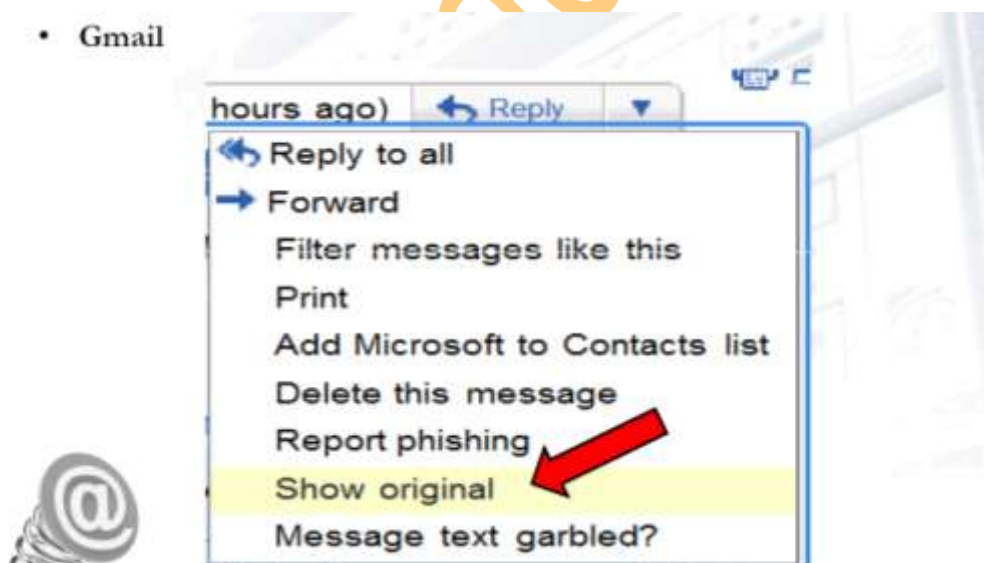 • Gmail
hours ago) Reply
Reply to all
Forward
Filter messages like this
Print
Add Microsoft to Contacts list
Delete this message
Report phishing
Show original
Message text garbled?
@